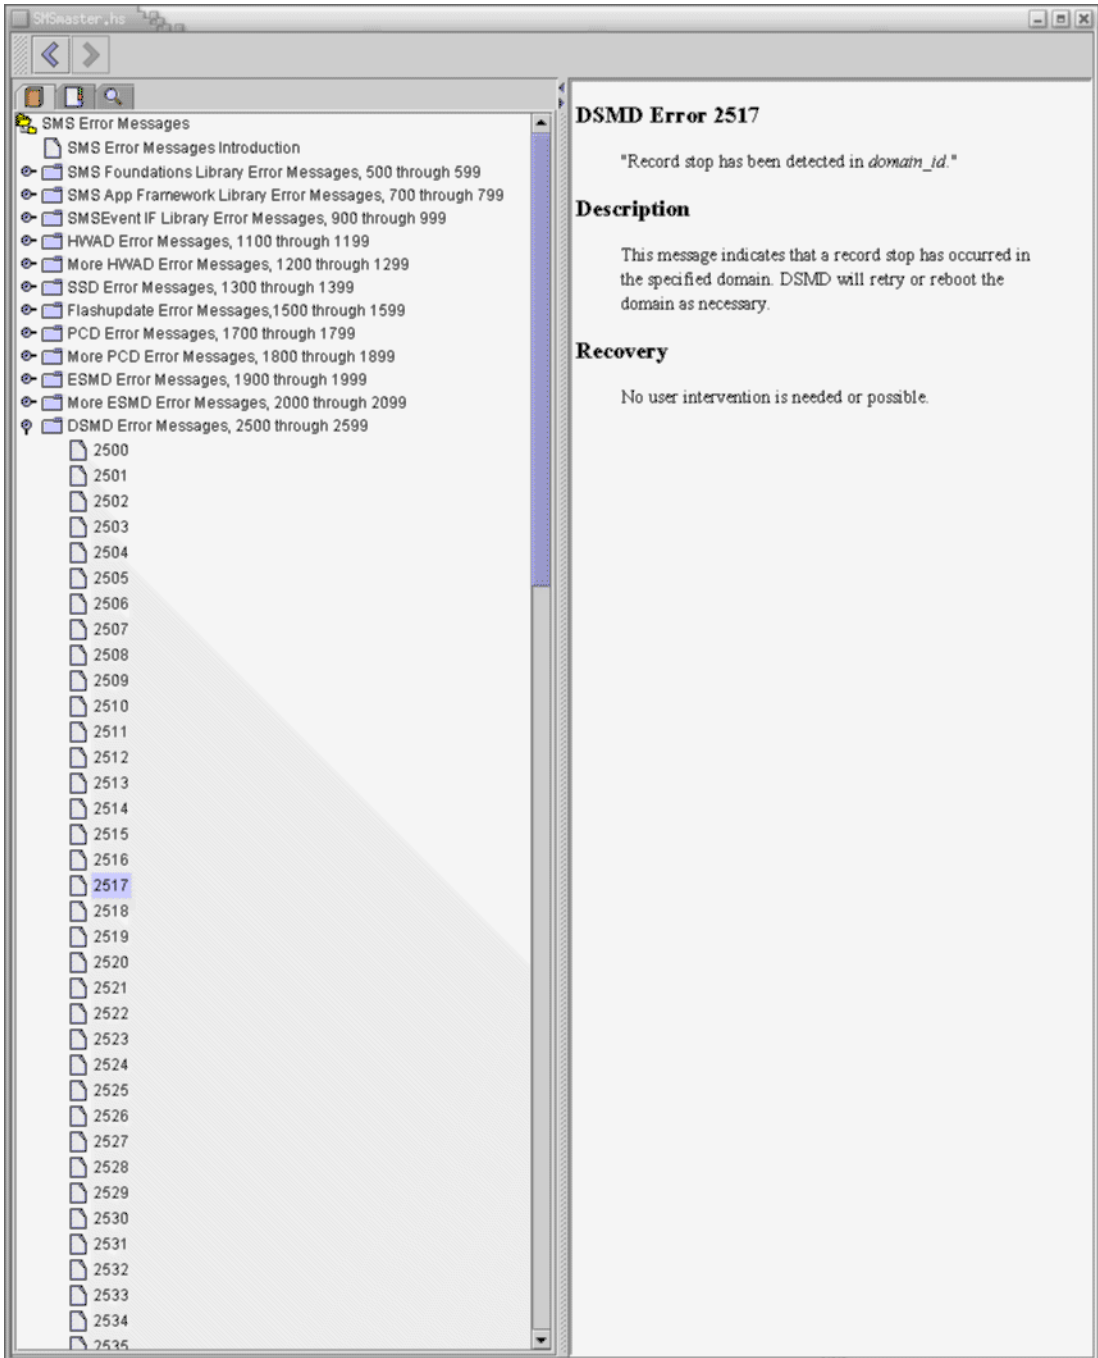 SMSmaster.hs
SMS Error Messages
SMS Error Messages Introduction
SMS Foundations Library Error Messages, 500 through 599
SMS App Framework Library Error Messages, 700 through 799
SMSEvent IF Library Error Messages, 900 through 999
HWAD Error Messages, 1100 through 1199
More HWAD Error Messages, 1200 through 1299
SSD Error Messages, 1300 through 1399
Flashupdate Error Messages,1500 through 1599
PCD Error Messages, 1700 through 1799
More PCD Error Messages, 1800 through 1899
ESMD Error Messages, 1900 through 1999
More ESMD Error Messages, 2000 through 2099
DSMD Error Messages, 2500 through 2599
2500
2501
2502
2503
2504
2505
2506
2507
2508
2509
2510
2511
2512
2513
2514
2515
2516
2517
2518
2519
2520
2521
2522
2523
2524
2525
2526
2527
2528
2529
2530
2531
2532
2533
2534
2535
DSMD Error 2517
"Record stop has been detected in domain_id."
Description
This message indicates that a record stop has occurred in
the specified domain. DSMD will retry or reboot the
domain as necessary.
Recovery
No user intervention is needed or possible.